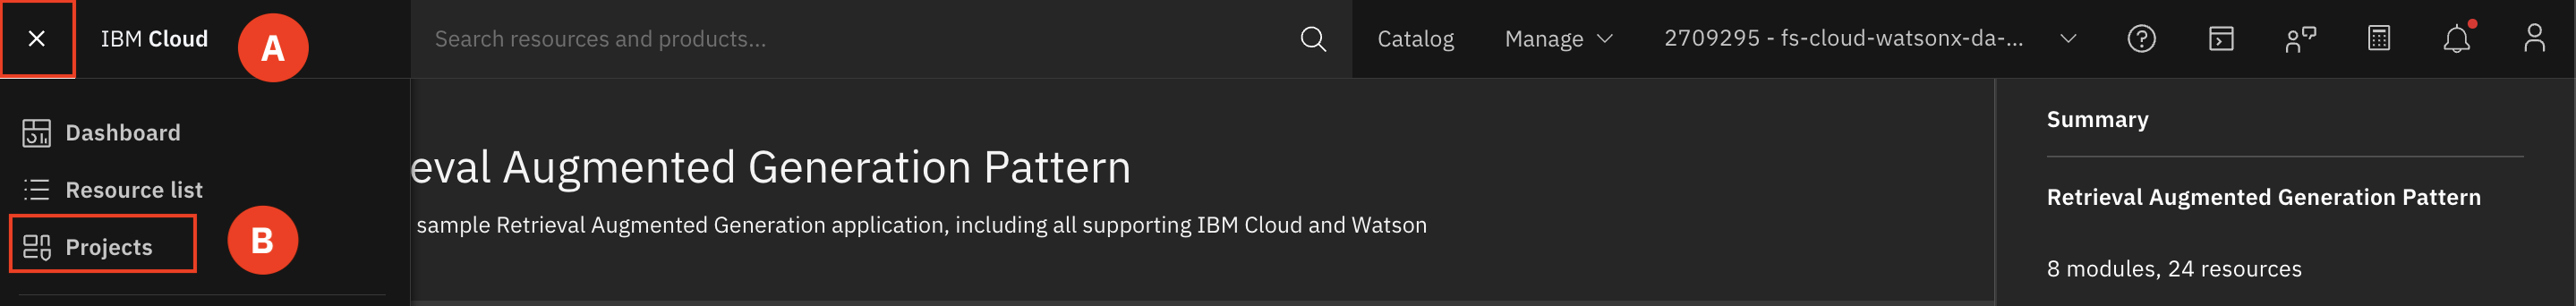 IBM Cloud
A
Search resources and products...
Catalog
Manage
2709295 - fs-cloud-watsonx-da-...
Dashboard
Resource list
Projects
B
eval Augmented Generation Pattern
sample Retrieval Augmented Generation application, including all supporting IBM Cloud and Watson
Summary
Retrieval Augmented Generation Pattern
8 modules, 24 resources